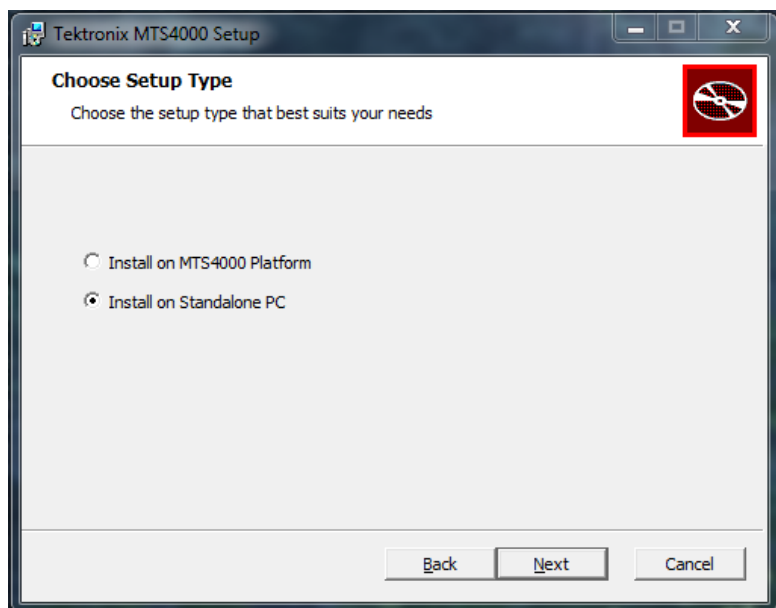 Tektronix MTS4000 Setup
Choose Setup Type
Choose the setup type that best suits your needs
Install on MTS4000 Platform
Install on Standalone PC
Back Next Cancel